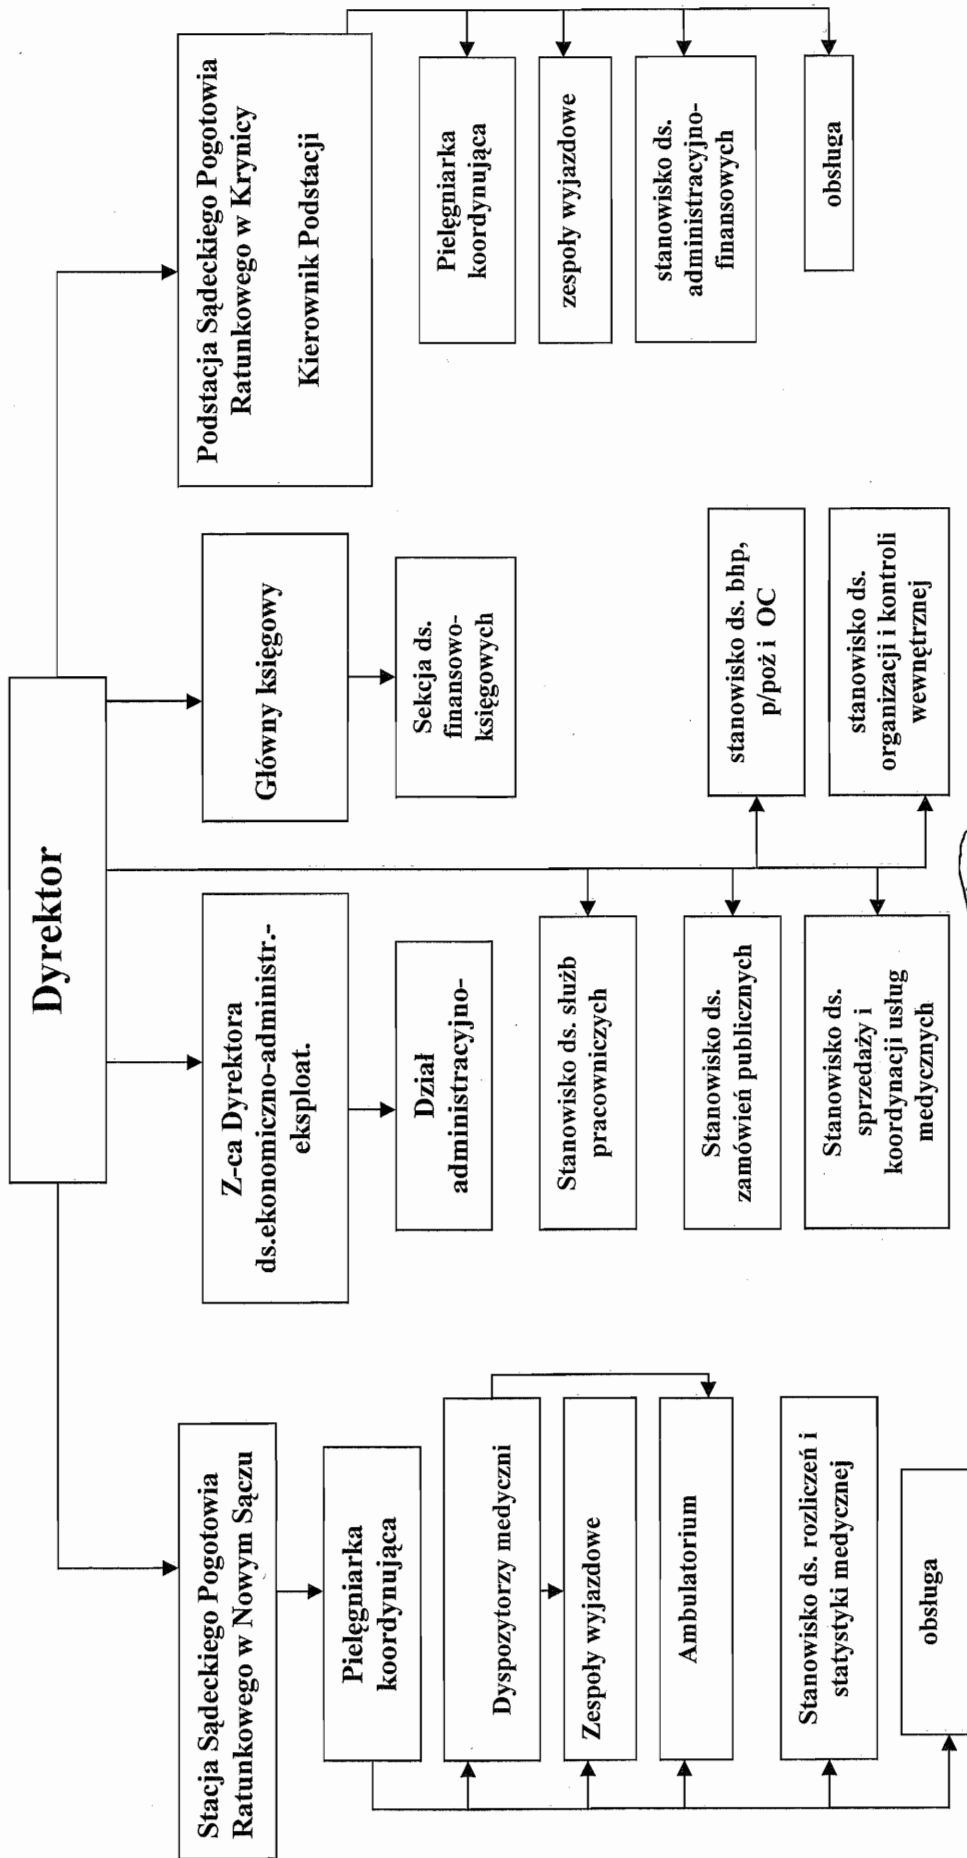 Dyrektor
Stacja Sądeckiego Pogotowia
Ratunkowego w Nowym Sączu
Z-ca Dyrektora
ds.ekonomiczno-administr.-
eksploat.
Główny księgowy
Podstacja Sądeckiego Pogotowia
Ratunkowego w Krynicy
Kierownik Podstacji
Pielęgniarka
koordynująca
Dyspozytorzy medyczni
Zespoły wyjazdowe
Ambulatorium
Stanowisko ds. rozliczeń i
statystyki medycznej
obsługa
Dział
administracyjno-
Sekcja ds.
finansowo-
księgowych
Stanowisko ds. służb
pracowniczych
Stanowisko ds.
zamówień publicznych
Stanowisko ds.
sprzedaży i
koordynacji usług
medycznych
stanowisko ds. bhp,
p/poż i OC
stanowisko ds.
organizacji i kontroli
wewnętrznej
Pielęgniarka
koordynująca
zespoły wyjazdowe
stanowisko ds.
administracyjno-
finansowych
obsługa